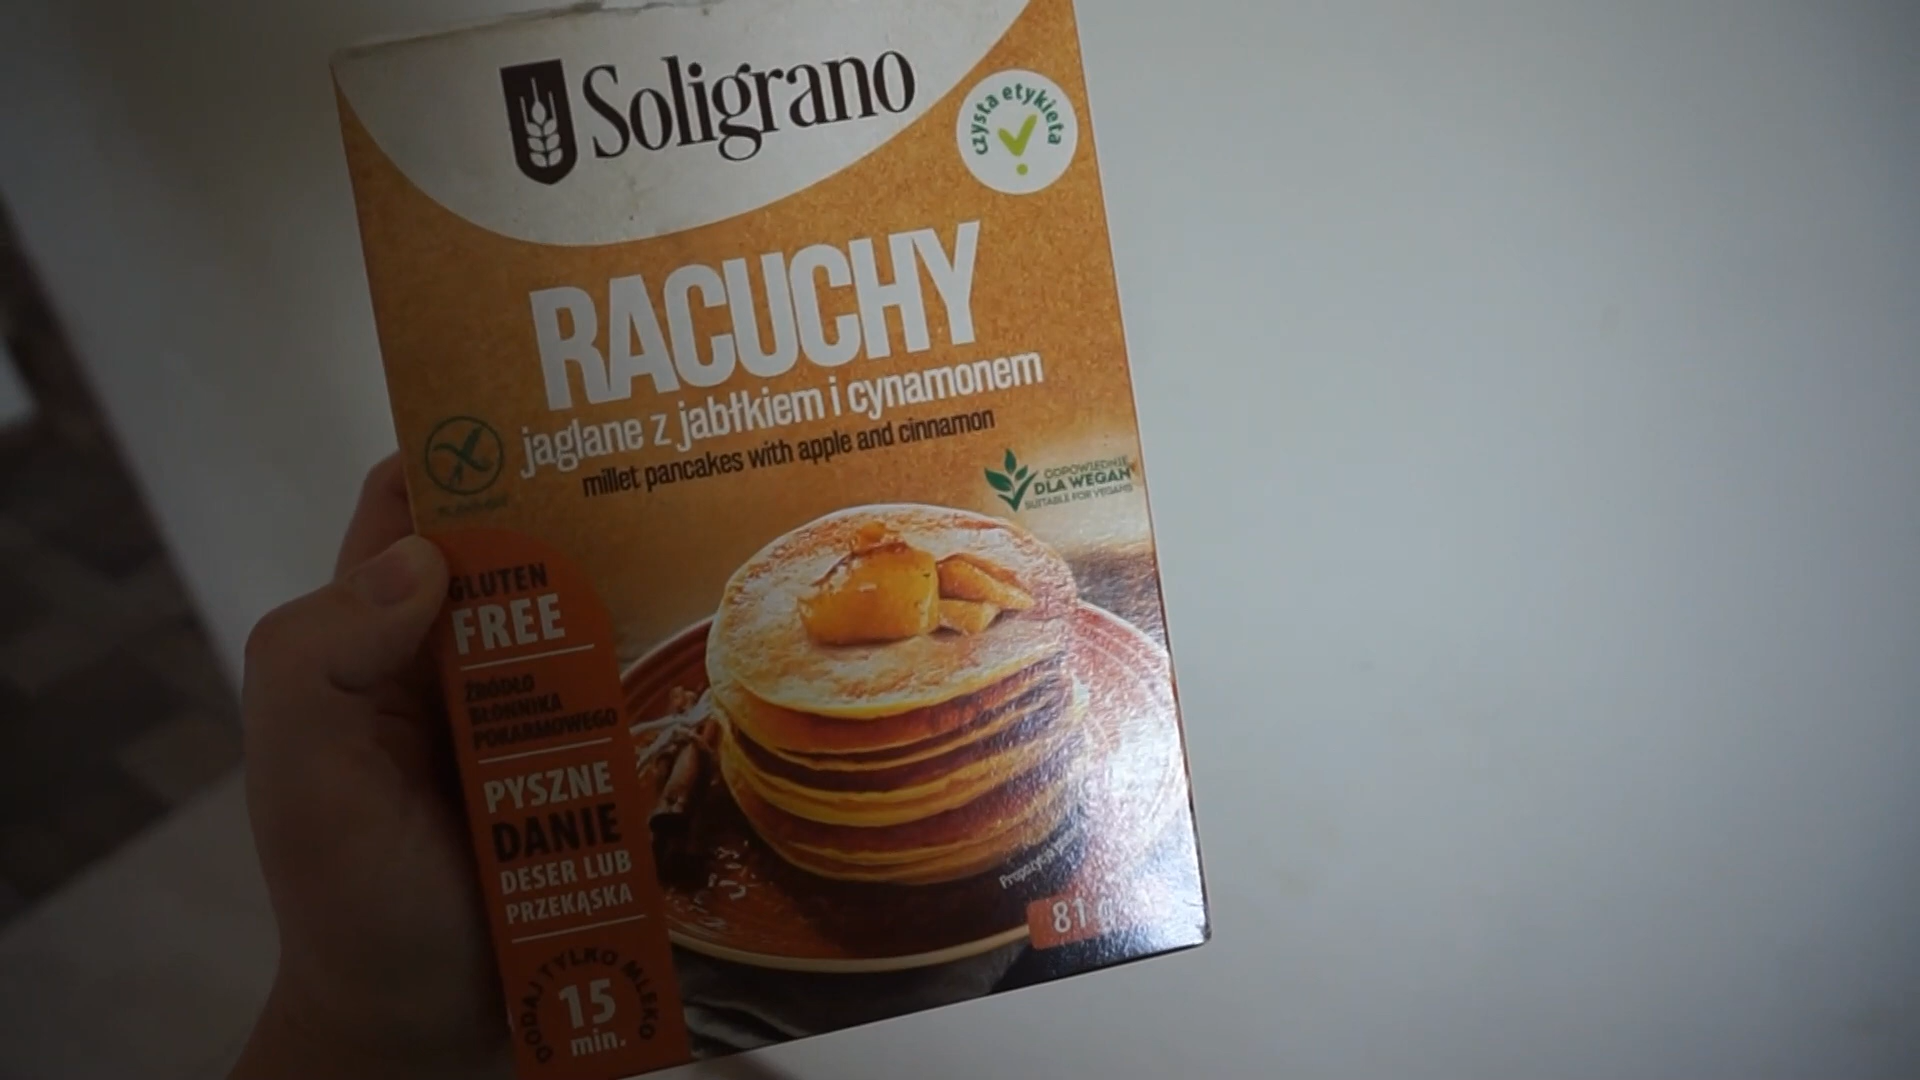 Soligrano
czysta etykieta
RACUCHY
jaglane z jabłkiem i cynamonem
millet pancakes with apple and cinnamon
ODPOWIEDNIE
DLA WEGAN
SUITABLE FOR VEGANS
GLUTEN
FREE
ŹRÓDŁO
BŁONNIKA
POKARMOWEGO
PYSZNE
DANIE
DESER LUB
PRZEKĄSKA
DODAJ TYLKO MLEKO
15
min.
Propozycja
81 g